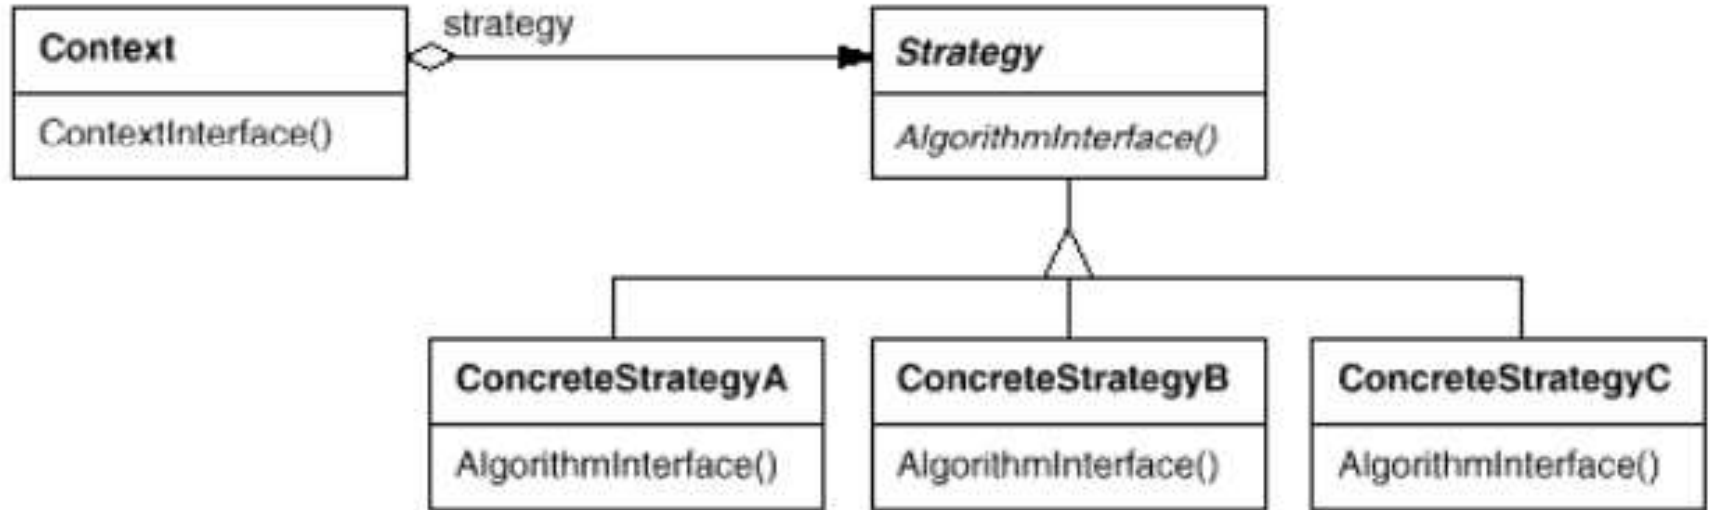 strategy
Context
Strategy
ContextInterface()
AlgorithmInterface()
ConcreteStrategyA
ConcreteStrategyB
ConcreteStrategyC
AlgorithmInterface()
AlgorithmInterface()
AlgorithmInterface()